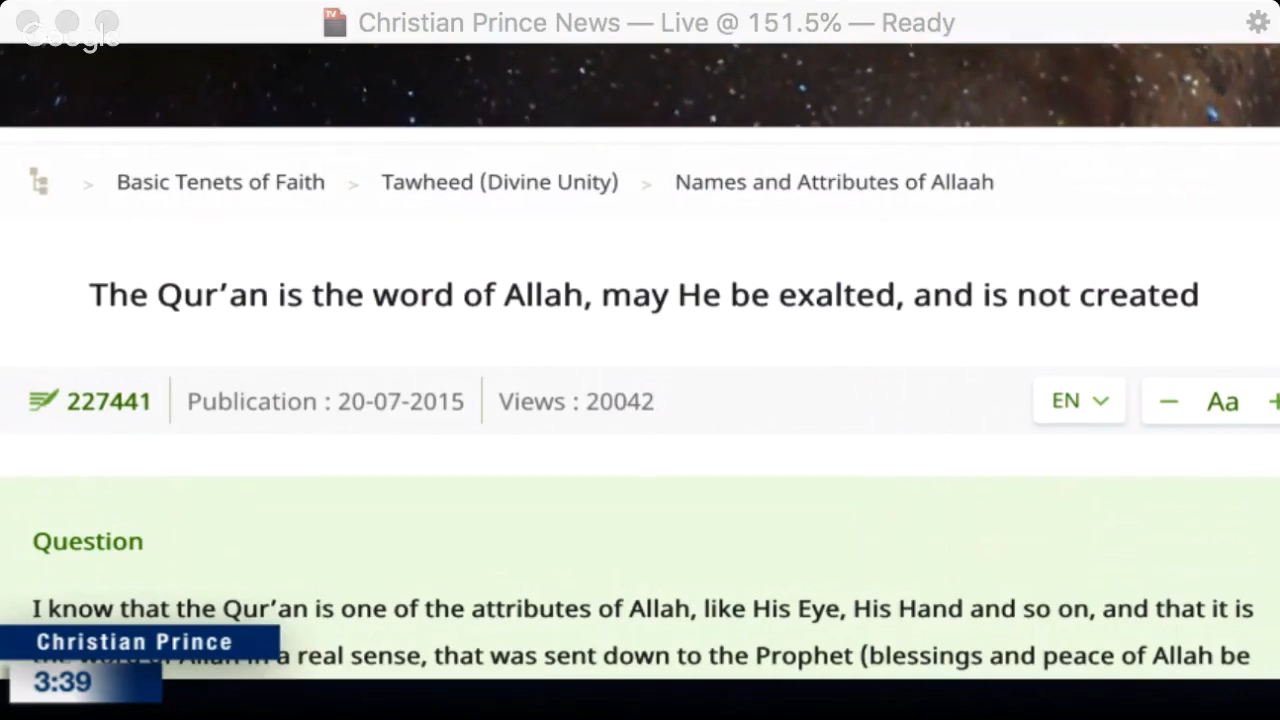 Christian Prince News — Live @ 151.5% — Ready
Google
> Basic Tenets of Faith > Tawheed (Divine Unity) > Names and Attributes of Allaah
The Qur’an is the word of Allah, may He be exalted, and is not created
227441 Publication : 20-07-2015 Views : 20042 EN − Aa +
Question
I know that the Qur’an is one of the attributes of Allah, like His Eye, His Hand and so on, and that it is
Christian Prince
a real sense, that was sent down to the Prophet (blessings and peace of Allah be
3:39